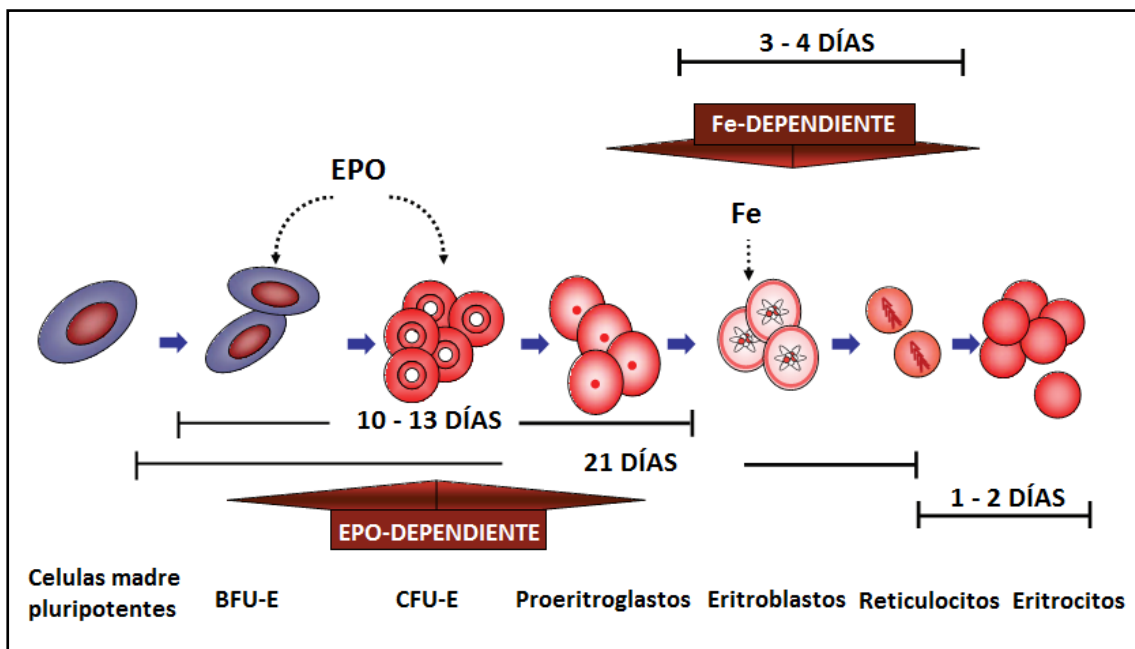 3 - 4 DÍAS
Fe-DEPENDIENTE
EPO
Fe
10 - 13 DÍAS
21 DÍAS
1 - 2 DÍAS
EPO-DEPENDIENTE
Celulas madre
pluripotentes
BFU-E
CFU-E
Proeritroglastos
Eritroblastos
Reticulocitos
Eritrocitos